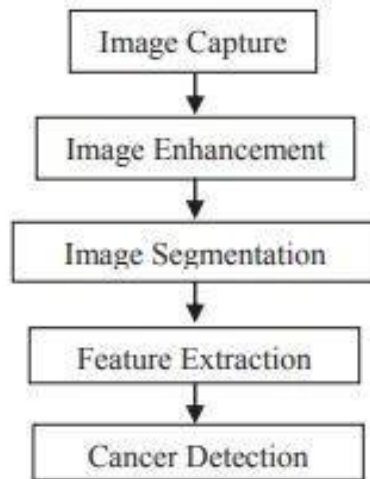 Image Capture
Image Enhancement
Image Segmentation
Feature Extraction
Cancer Detection